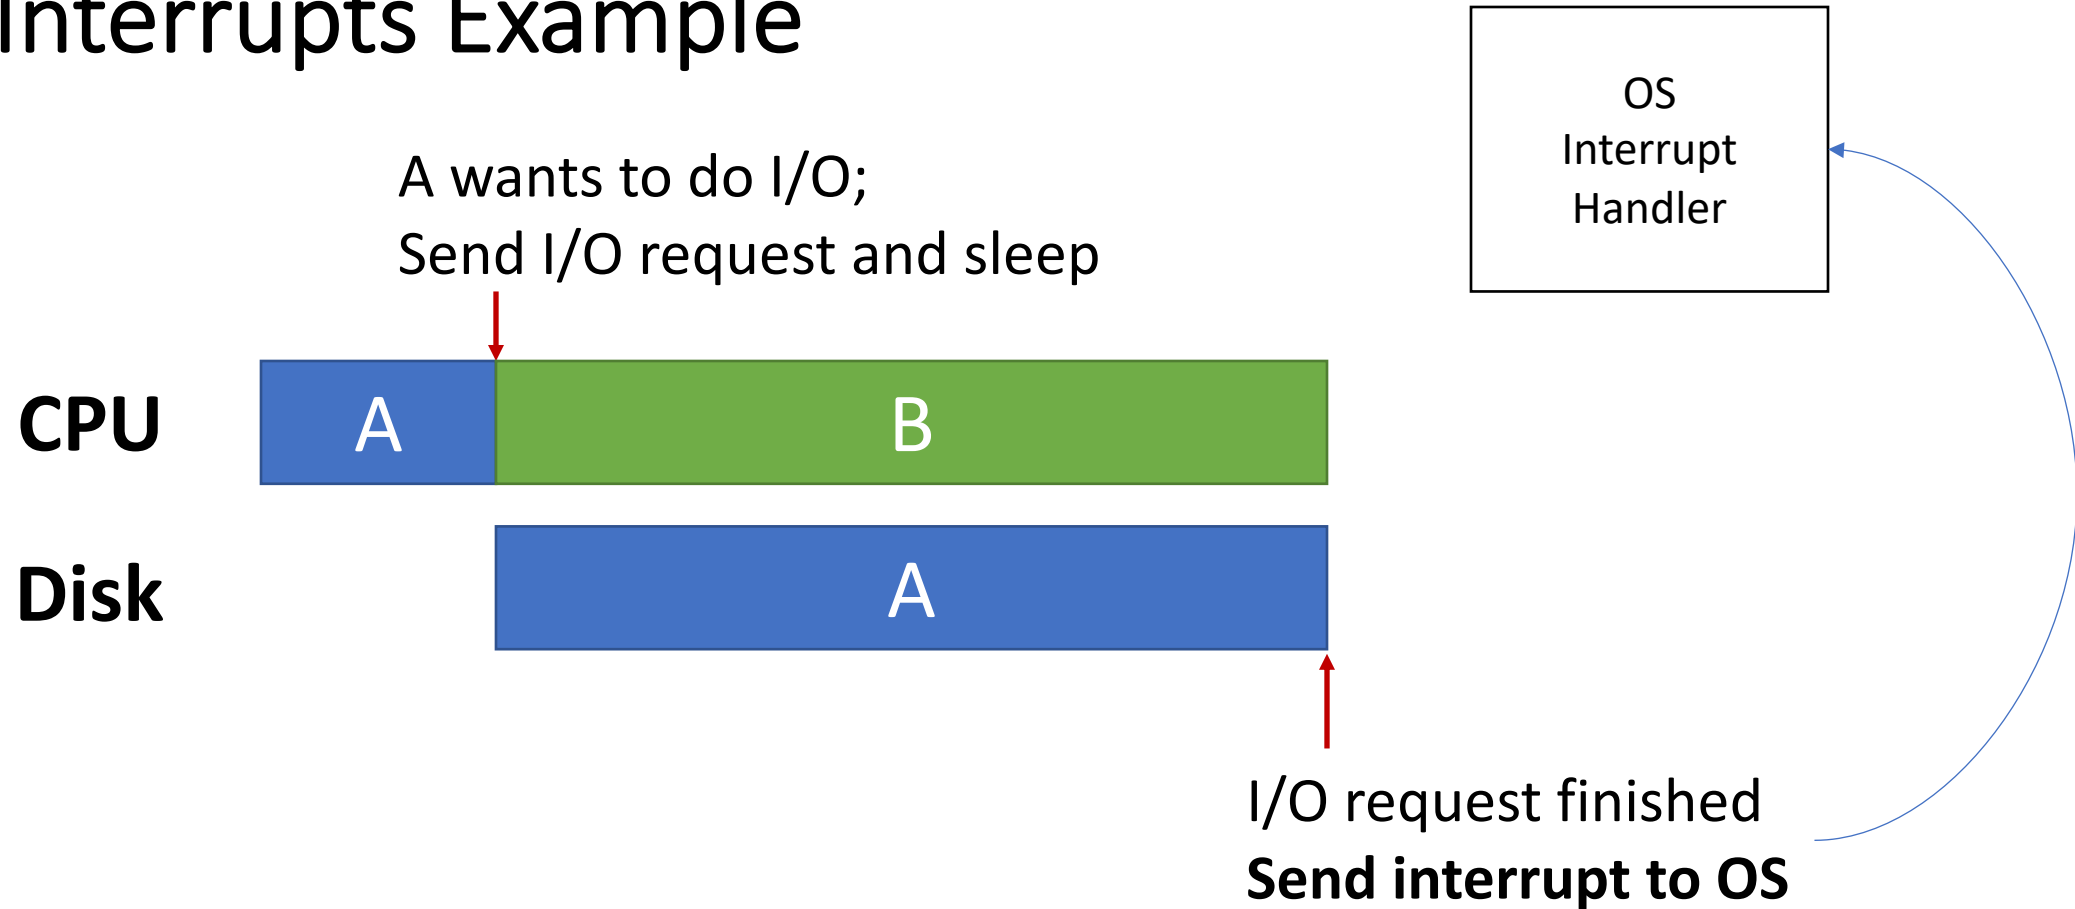 Interrupts Example
OS
Interrupt
Handler
A wants to do I/O;
Send I/O request and sleep
CPU
A
B
Disk
A
I/O request finished
Send interrupt to OS